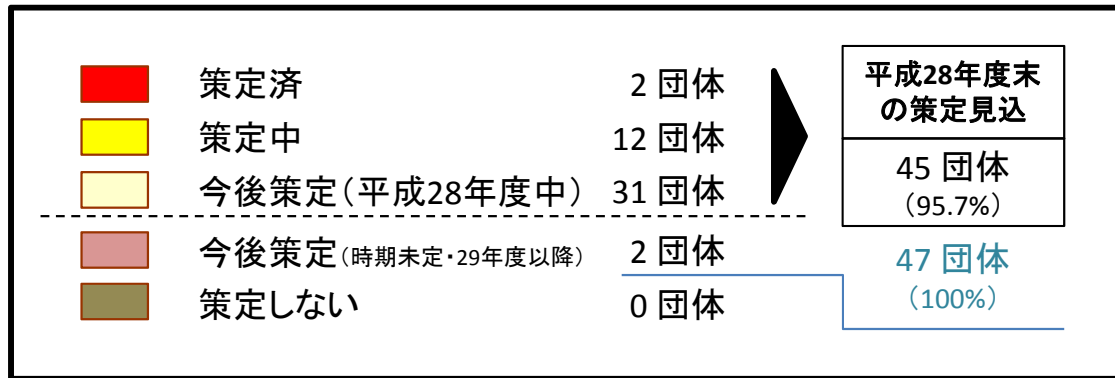 策定済 2 団体
策定中 12 団体
今後策定（平成28年度中） 31 団体
今後策定（時期未定・29年度以降） 2 団体
策定しない 0 団体
平成28年度末
の策定見込
45 団体
（95.7%）
47 団体
（100%）